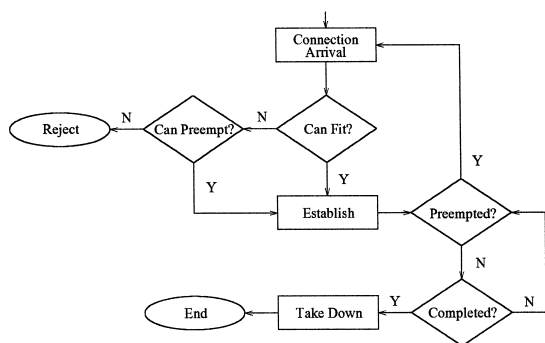 Connection
Arrival
N
N
Reject
Can Preempt?
Can Fit?
Y
Y
Y
Establish
Preempted?
N
Y
N
End
Take Down
Completed?